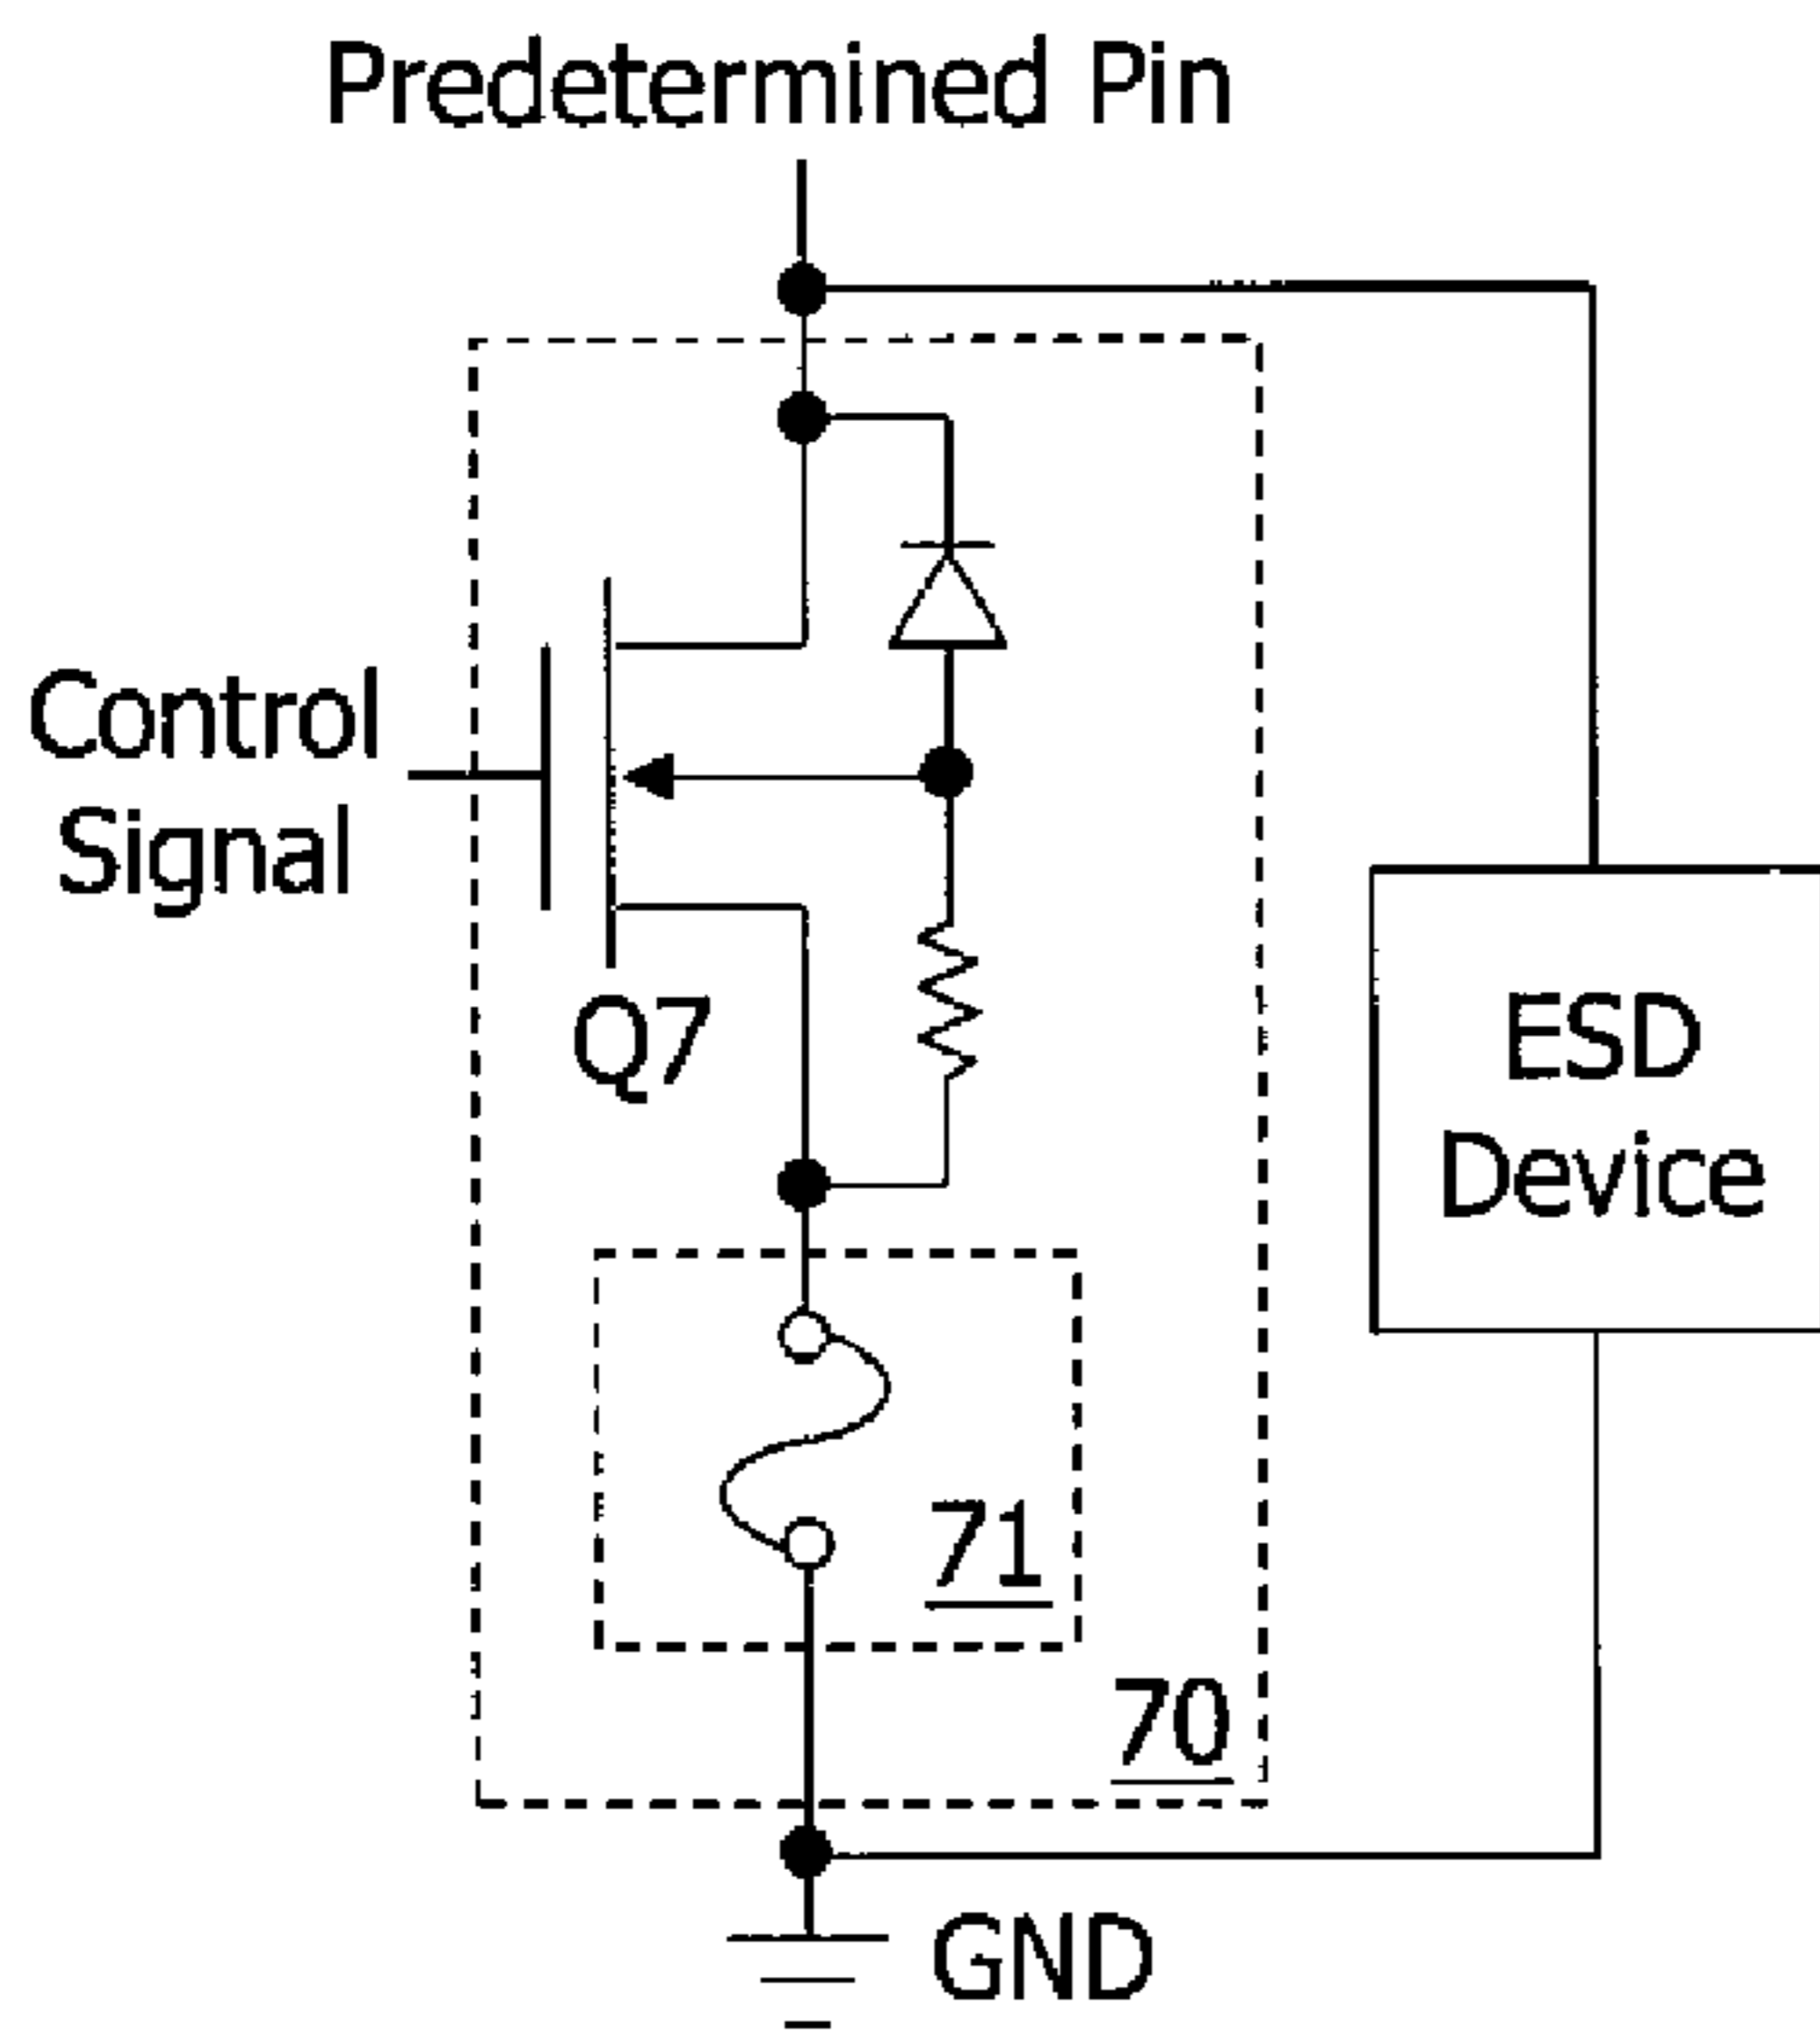 Predetermined Pin
Control
Signal
Q7
ESD
Device
71
70
GND